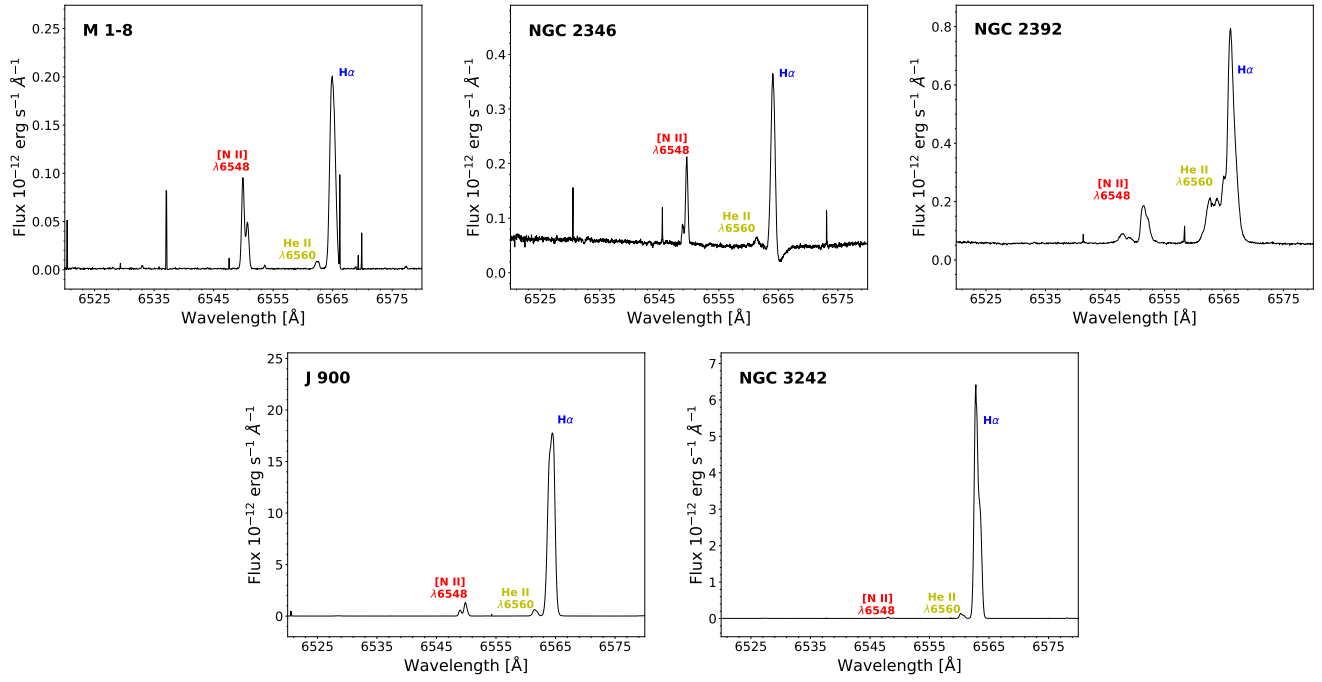 M 1-8
Hα
[N II]
λ6548
He II
λ6560
0.25
0.20
0.15
0.10
0.05
0.00
6525 6535 6545 6555 6565 6575
Wavelength [Å]
Flux 10⁻¹² erg s⁻¹ Å⁻¹
NGC 2346
Hα
[N II]
λ6548
He II
λ6560
0.4
0.3
0.2
0.1
0.0
6525 6535 6545 6555 6565 6575
Wavelength [Å]
Flux 10⁻¹² erg s⁻¹ Å⁻¹
NGC 2392
Hα
He II
λ6560
[N II]
λ6548
0.8
0.6
0.4
0.2
0.0
6525 6535 6545 6555 6565 6575
Wavelength [Å]
Flux 10⁻¹² erg s⁻¹ Å⁻¹
J 900
Hα
[N II]
λ6548
He II
λ6560
25
20
15
10
5
0
6525 6535 6545 6555 6565 6575
Wavelength [Å]
Flux 10⁻¹² erg s⁻¹ Å⁻¹
NGC 3242
Hα
[N II]
λ6548
He II
λ6560
7
6
5
4
3
2
1
0
6525 6535 6545 6555 6565 6575
Wavelength [Å]
Flux 10⁻¹² erg s⁻¹ Å⁻¹